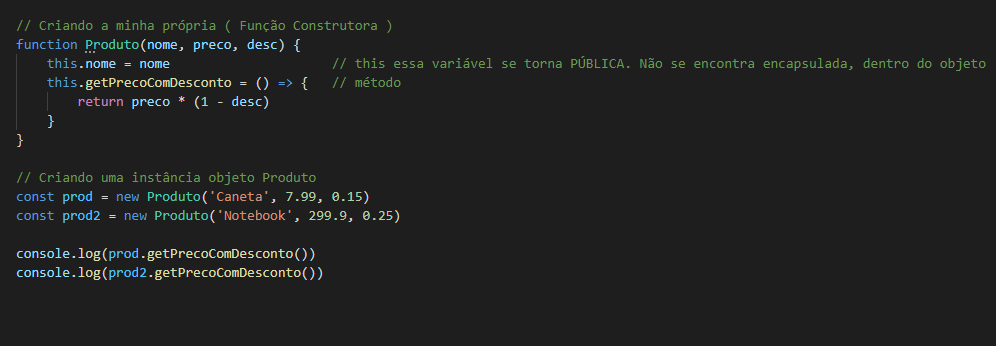 // Criando a minha própria ( Função Construtora )
function Produto(nome, preco, desc) {
    this.nome = nome                     // this essa variável se torna PÚBLICA. Não se encontra encapsulada, dentro do objeto
    this.getPrecoComDesconto = () => {   // método
        return preco * (1 - desc)
    }
}
// Criando uma instância objeto Produto
const prod = new Produto('Caneta', 7.99, 0.15)
const prod2 = new Produto('Notebook', 299.9, 0.25)
console.log(prod.getPrecoComDesconto())
console.log(prod2.getPrecoComDesconto())